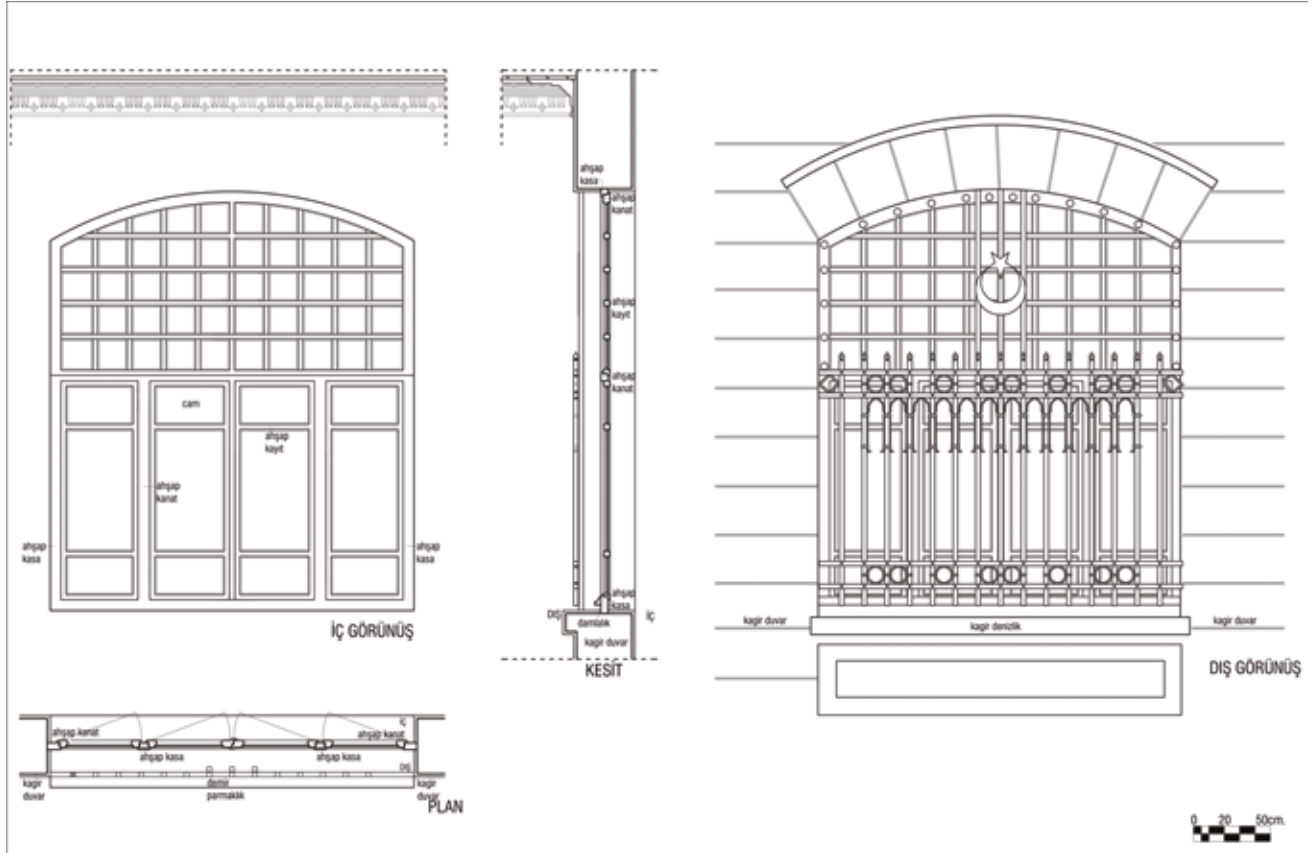 cam
ahşap
kayıt
ahşap
kanat
ahşap
kasa
ahşap
kasa
İÇ GÖRÜNÜŞ
ahşap
kasa
ahşap
kanat
ahşap
kayıt
ahşap
kanat
ahşap
kasa
DIŞ
İÇ
damlalık
kagir duvar
KESİT
kagir duvar
kagir denizlik
kagir duvar
DIŞ GÖRÜNÜŞ
İÇ
ahşap kenat
ahşap kanat
ahşap kasa
ahşap kasa
DIŞ
kagir
duvar
demir
parmaklık
kagir
duvar
PLAN
0 20 50cm.